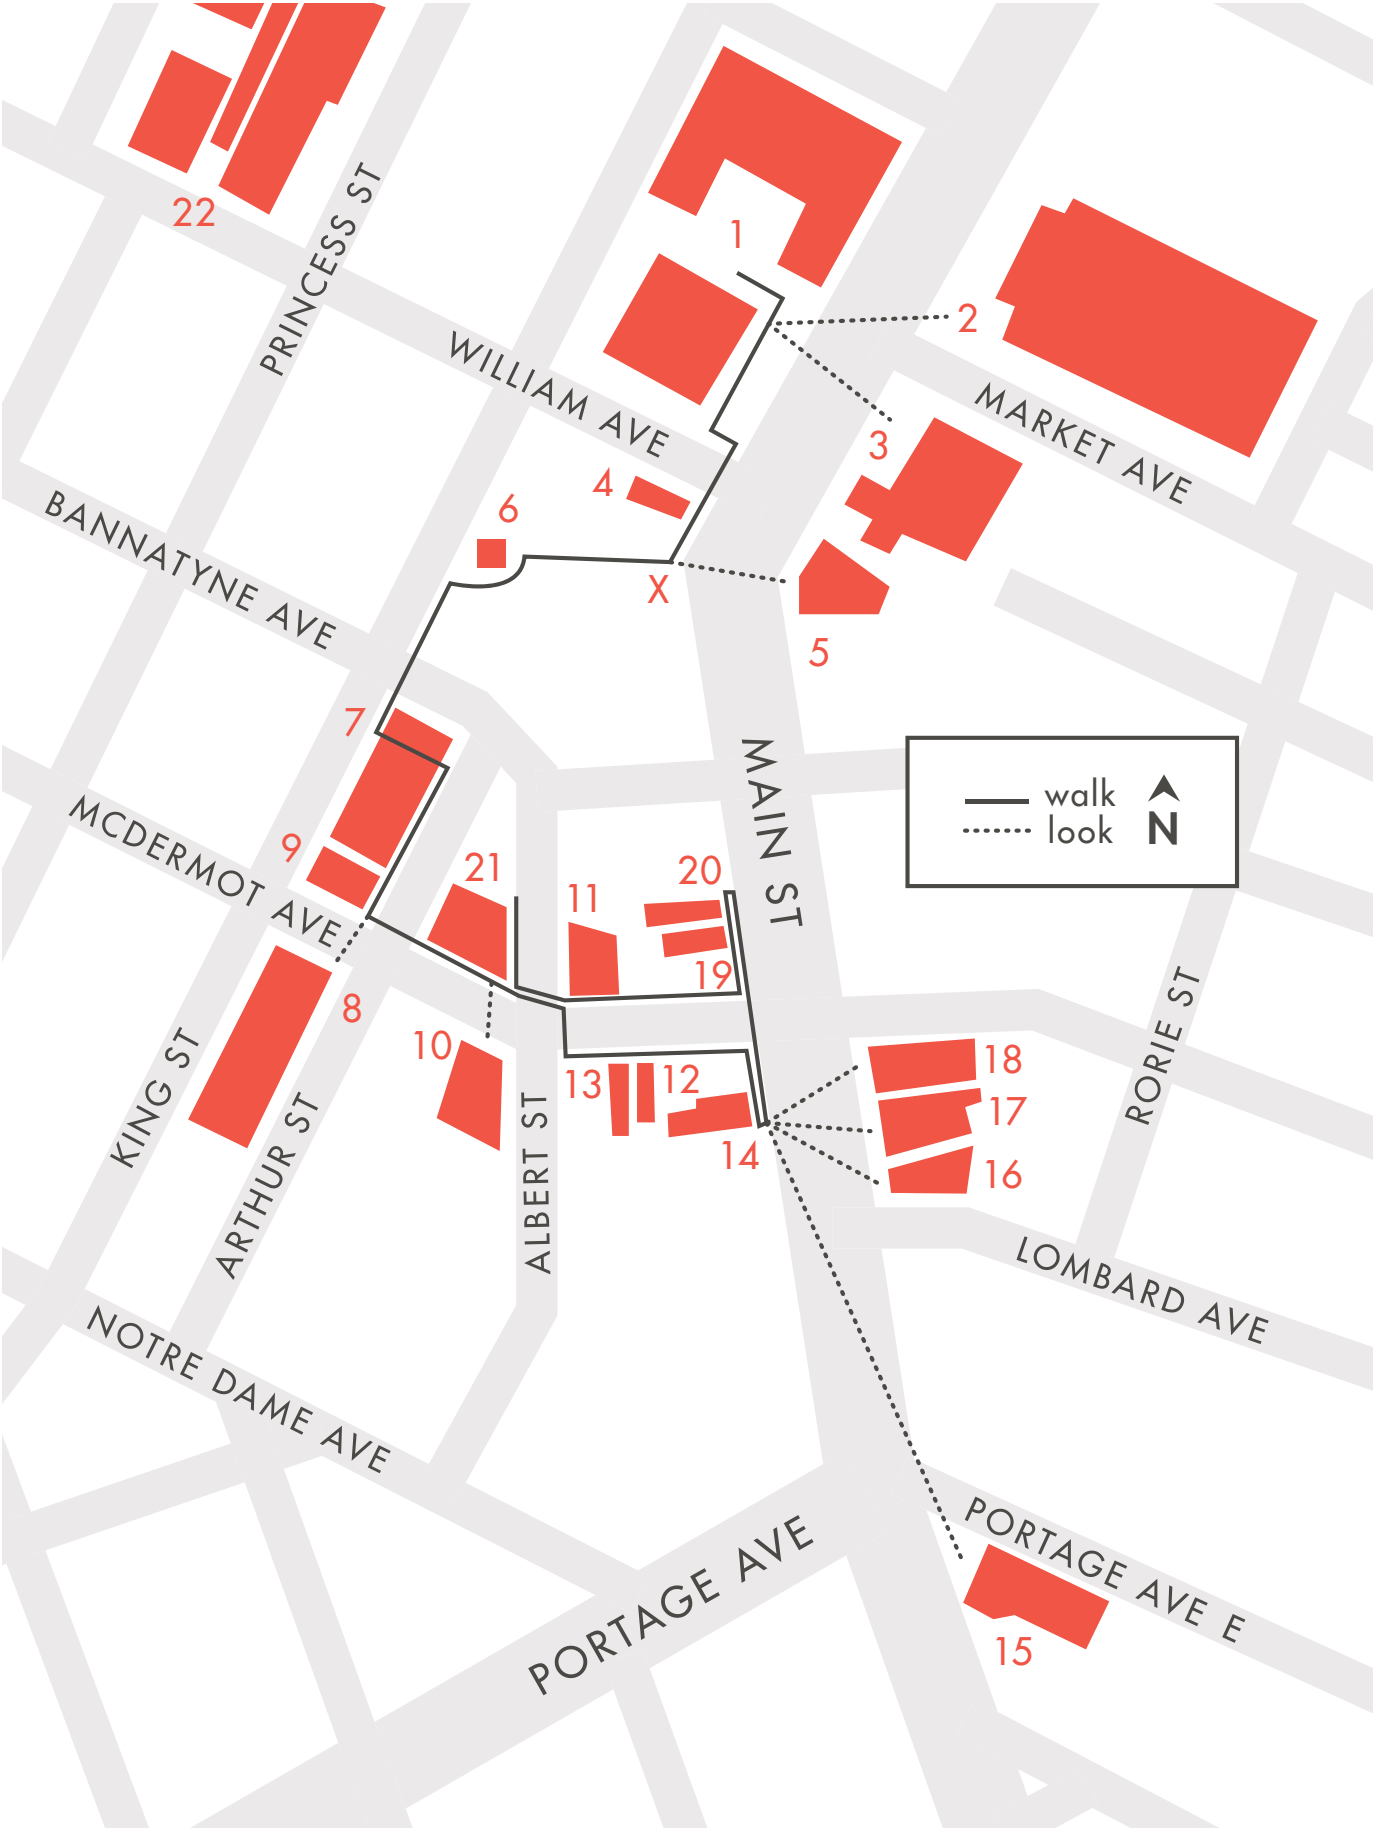 22
PRINCESS ST
1
2
WILLIAM AVE
MARKET AVE
3
4
6
BANNATYNE AVE
X
5
7
MAIN ST
walk
look
N
MCDERMOT AVE
9
21
11
20
19
8
10
13
12
14
18
17
16
KING ST
ARTHUR ST
ALBERT ST
RORIE ST
LOMBARD AVE
NOTRE DAME AVE
PORTAGE AVE
PORTAGE AVE E
15